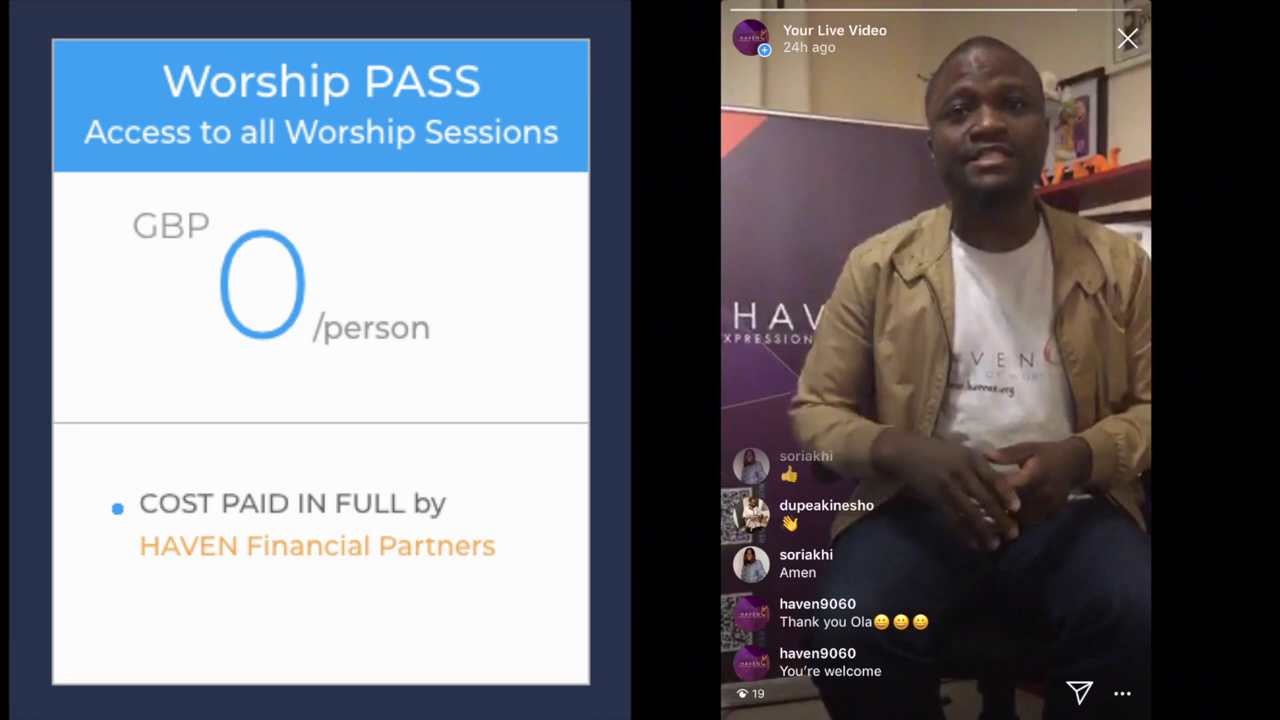 Worship PASS
Access to all Worship Sessions
GBP
0
/person
COST PAID IN FULL by
HAVEN Financial Partners
Your Live Video
24h ago
HAV
XPRESSION
VEN
soriakhi
👍
dupeakinesho
👋
soriakhi
Amen
haven9060
Thank you Ola😀😀😀
haven9060
You’re welcome
19